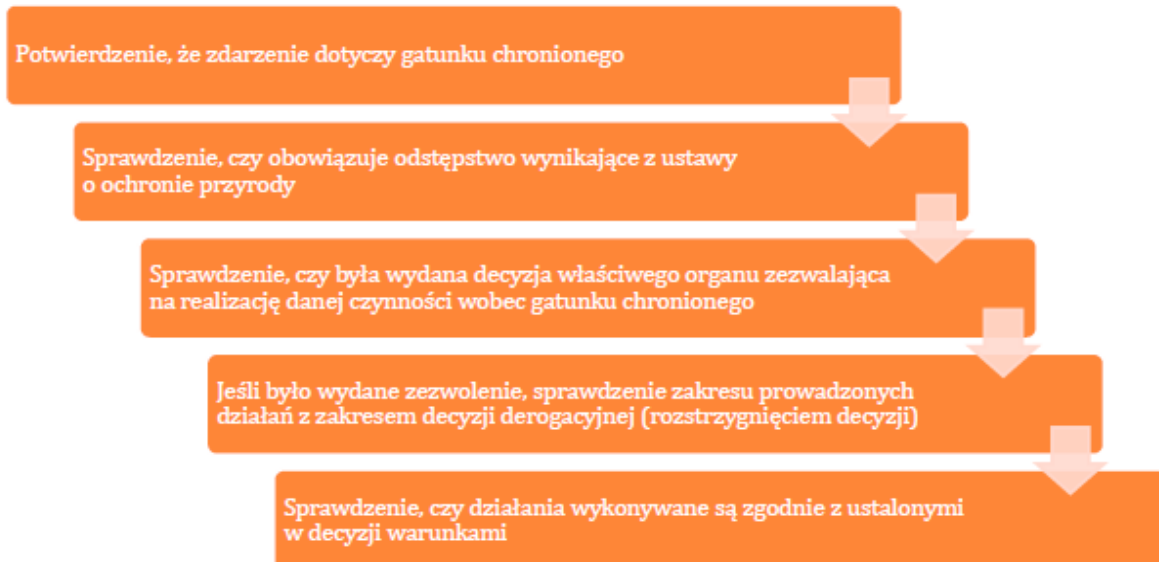 Potwierdzenie, że zdarzenie dotyczy gatunku chronionego
Sprawdzenie, czy obowiązuje odstępstwo wynikające z ustawy
o ochronie przyrody
Sprawdzenie, czy była wydana decyzja właściwego organu zezwalająca
na realizację danej czynności wobec gatunku chronionego
Jeśli było wydane zezwolenie, sprawdzenie zakresu prowadzonych
działań z zakresem decyzji derogacyjnej (rozstrzygnięciem decyzji)
Sprawdzenie, czy działania wykonywane są zgodnie z ustalonymi
w decyzji warunkami